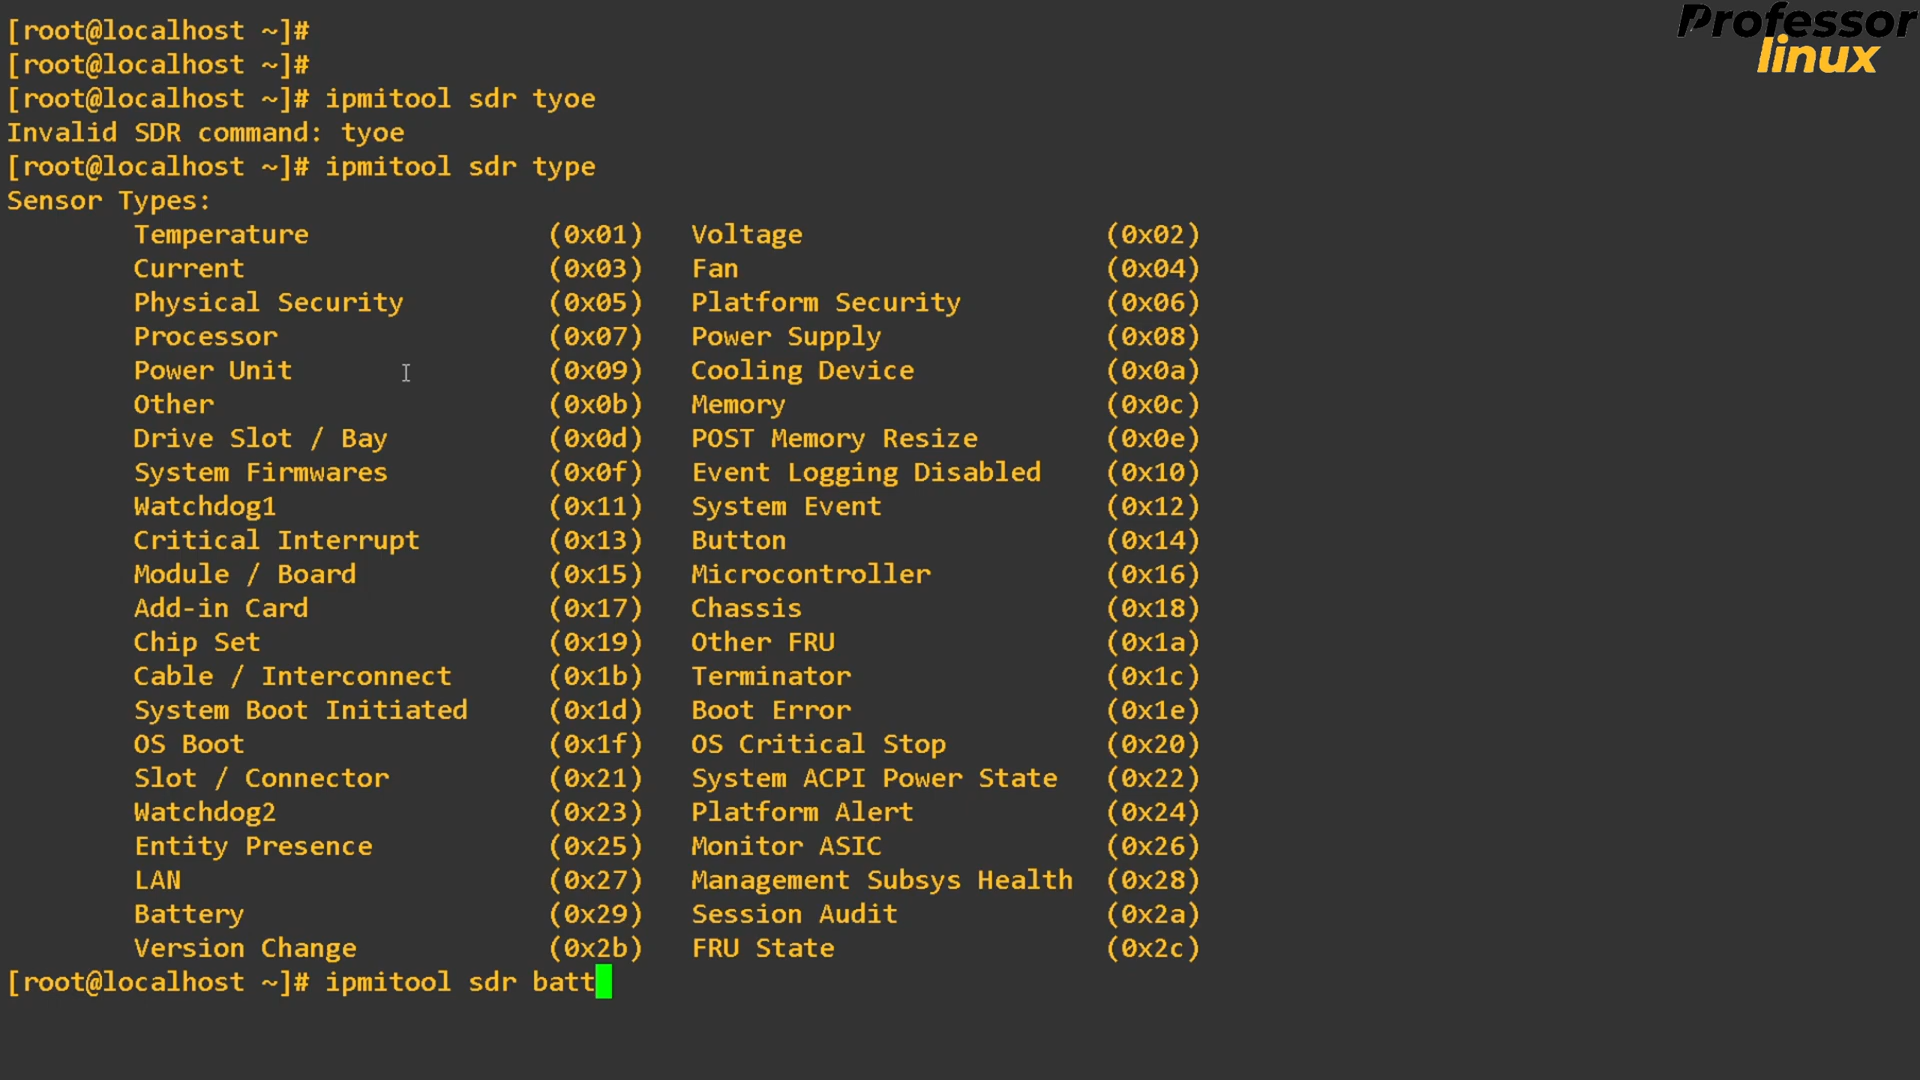 [root@localhost ~]#
[root@localhost ~]#
[root@localhost ~]# ipmitool sdr tyoe
Invalid SDR command: tyoe
[root@localhost ~]# ipmitool sdr type
Sensor Types:
Temperature (0x01) Voltage (0x02)
Current (0x03) Fan (0x04)
Physical Security (0x05) Platform Security (0x06)
Processor (0x07) Power Supply (0x08)
Power Unit (0x09) Cooling Device (0x0a)
Other (0x0b) Memory (0x0c)
Drive Slot / Bay (0x0d) POST Memory Resize (0x0e)
System Firmwares (0x0f) Event Logging Disabled (0x10)
Watchdog1 (0x11) System Event (0x12)
Critical Interrupt (0x13) Button (0x14)
Module / Board (0x15) Microcontroller (0x16)
Add-in Card (0x17) Chassis (0x18)
Chip Set (0x19) Other FRU (0x1a)
Cable / Interconnect (0x1b) Terminator (0x1c)
System Boot Initiated (0x1d) Boot Error (0x1e)
OS Boot (0x1f) OS Critical Stop (0x20)
Slot / Connector (0x21) System ACPI Power State (0x22)
Watchdog2 (0x23) Platform Alert (0x24)
Entity Presence (0x25) Monitor ASIC (0x26)
LAN (0x27) Management Subsys Health (0x28)
Battery (0x29) Session Audit (0x2a)
Version Change (0x2b) FRU State (0x2c)
[root@localhost ~]# ipmitool sdr batt
Professor
linux